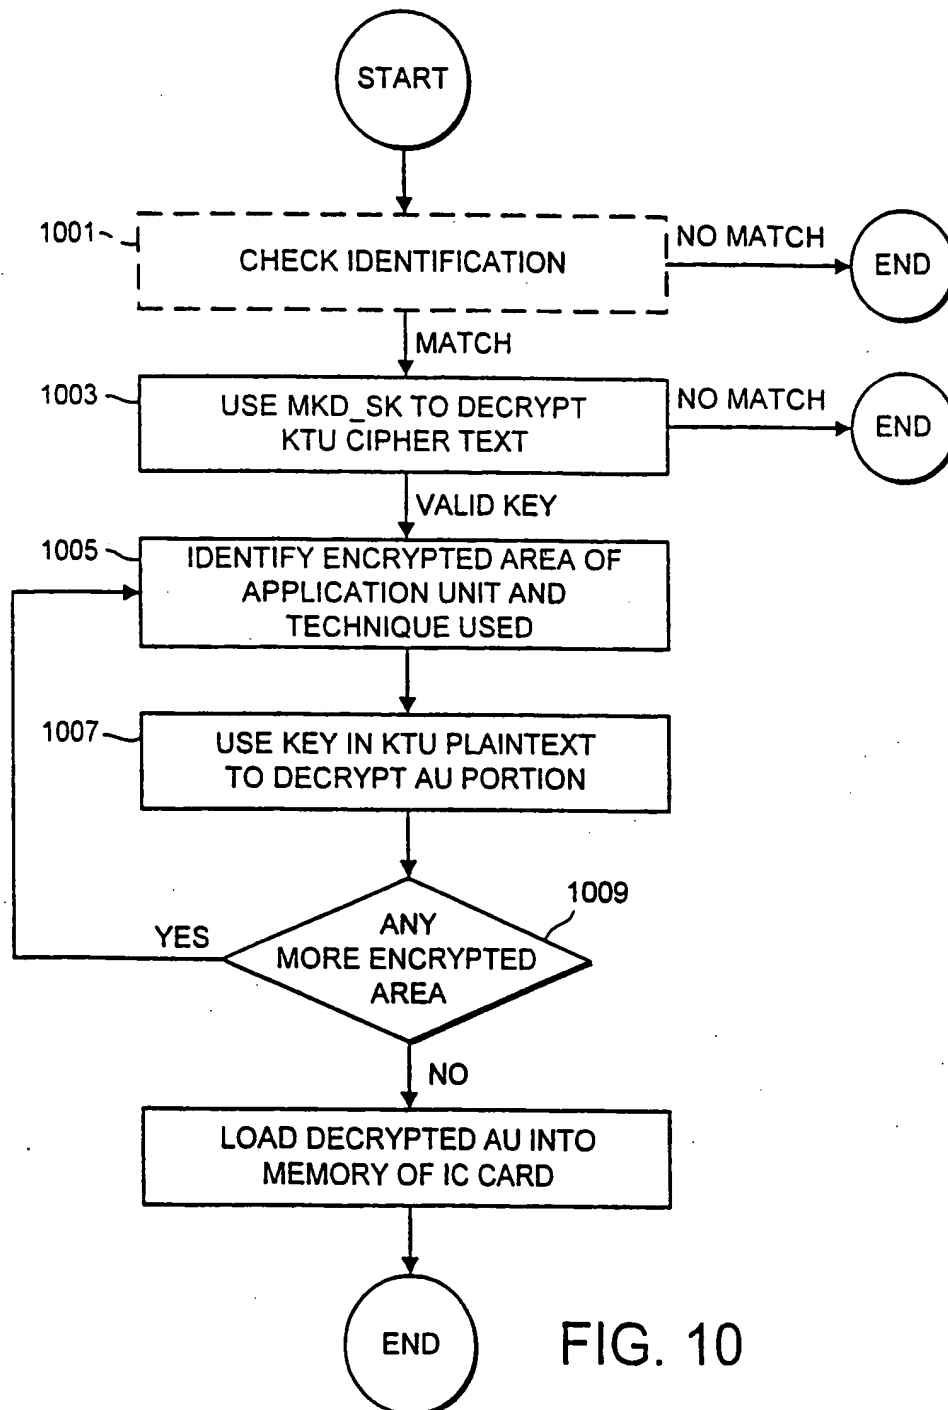 START
1001
CHECK IDENTIFICATION
NO MATCH
END
MATCH
1003
USE MKD_SK TO DECRYPT
KTU CIPHER TEXT
NO MATCH
END
VALID KEY
1005
IDENTIFY ENCRYPTED AREA OF
APPLICATION UNIT AND
TECHNIQUE USED
1007
USE KEY IN KTU PLAINTEXT
TO DECRYPT AU PORTION
1009
ANY
MORE ENCRYPTED
AREA
YES
NO
LOAD DECRYPTED AU INTO
MEMORY OF IC CARD
END
FIG. 10